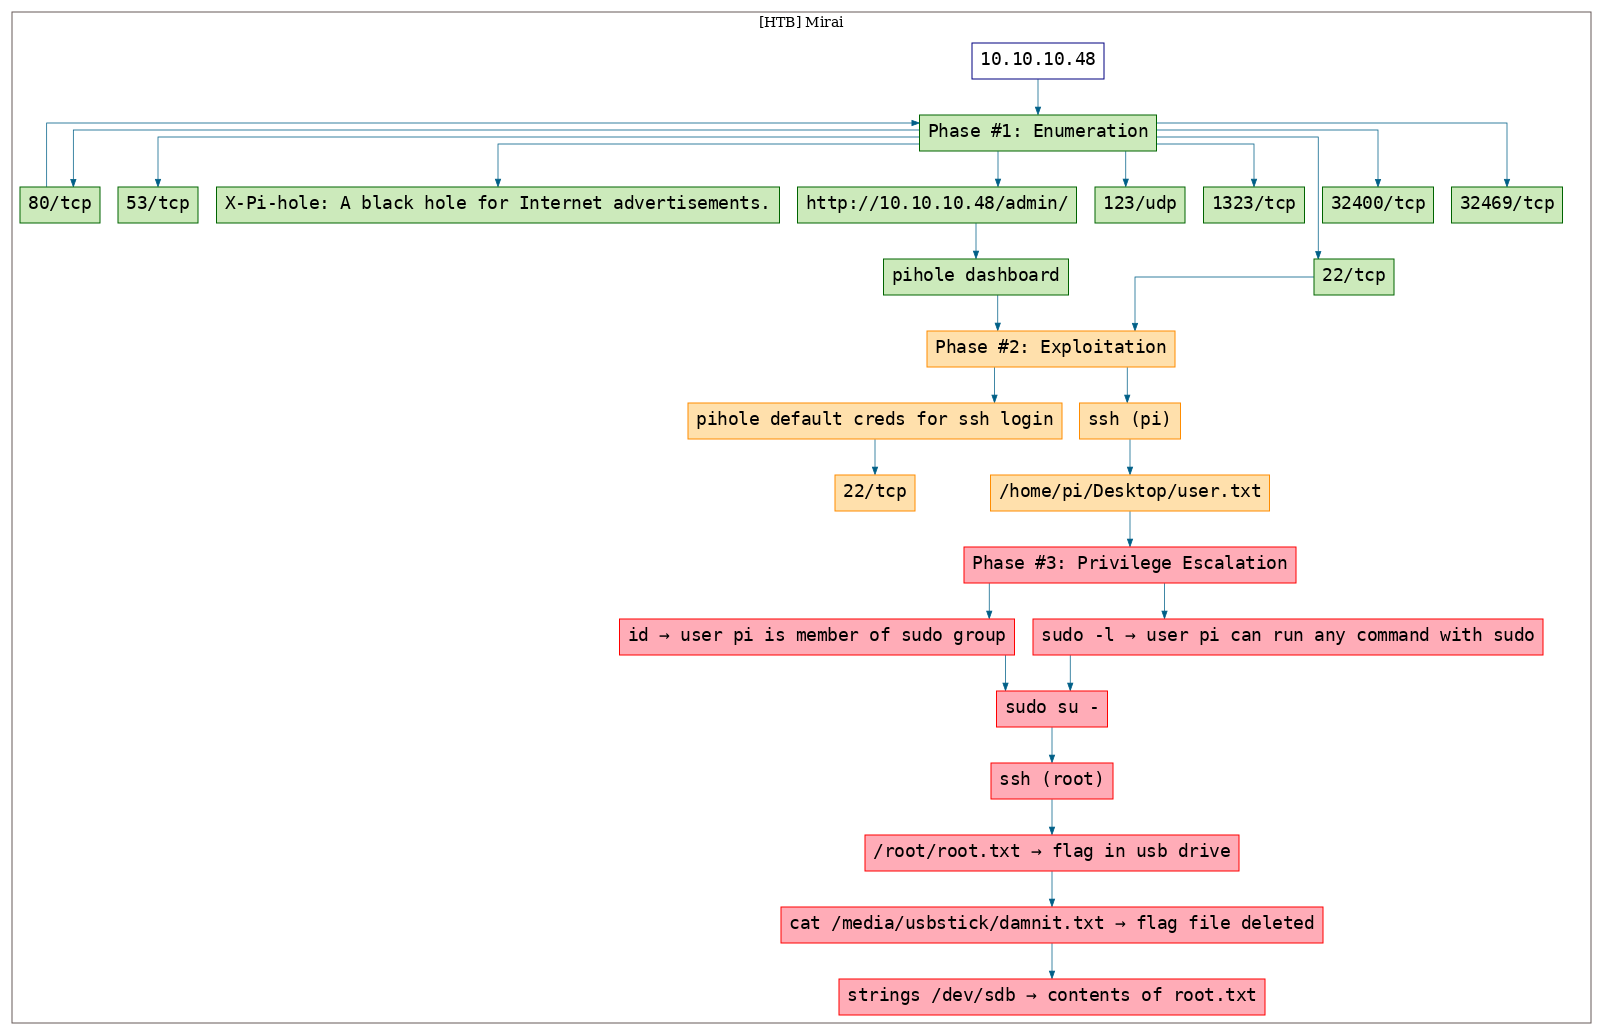 [HTB] Mirai
10.10.10.48
Phase #1: Enumeration
80/tcp
53/tcp
X-Pi-hole: A black hole for Internet advertisements.
http://10.10.10.48/admin/
123/udp
1323/tcp
32400/tcp
32469/tcp
pihole dashboard
22/tcp
Phase #2: Exploitation
pihole default creds for ssh login
ssh (pi)
22/tcp
/home/pi/Desktop/user.txt
Phase #3: Privilege Escalation
id → user pi is member of sudo group
sudo -l → user pi can run any command with sudo
sudo su -
ssh (root)
/root/root.txt → flag in usb drive
cat /media/usbstick/damnit.txt → flag file deleted
strings /dev/sdb → contents of root.txt